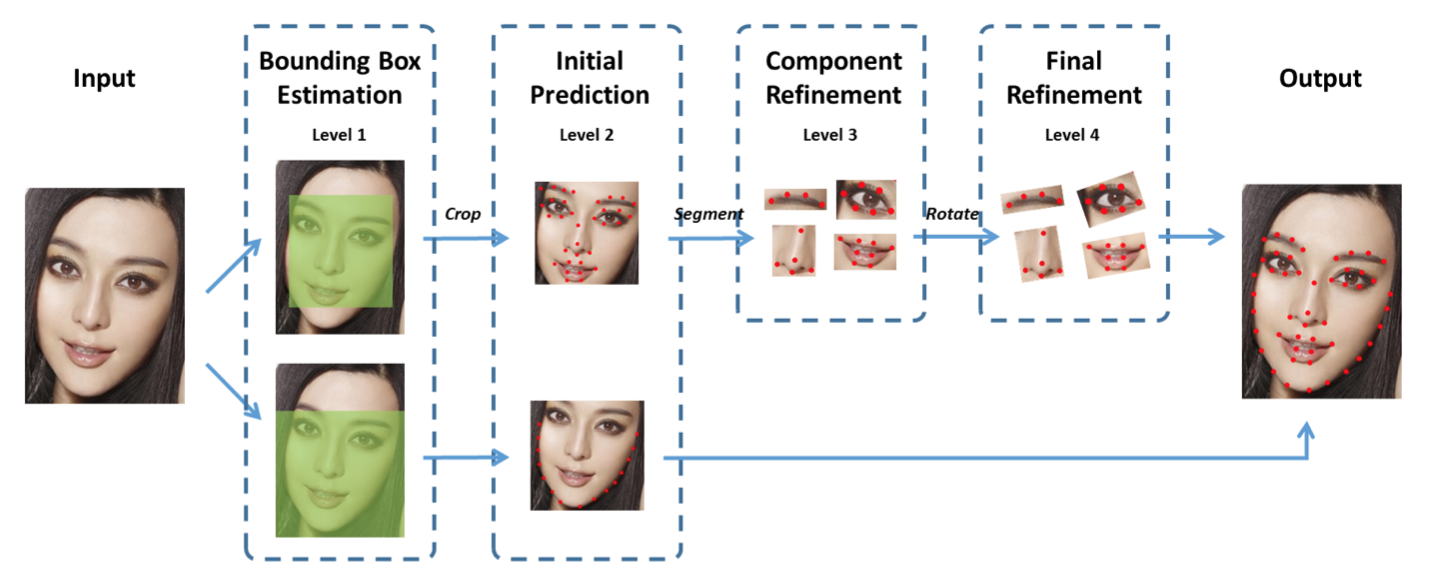 Input
Bounding Box
Estimation
Level 1
Crop
Initial
Prediction
Level 2
Segment
Component
Refinement
Level 3
Rotate
Final
Refinement
Level 4
Output